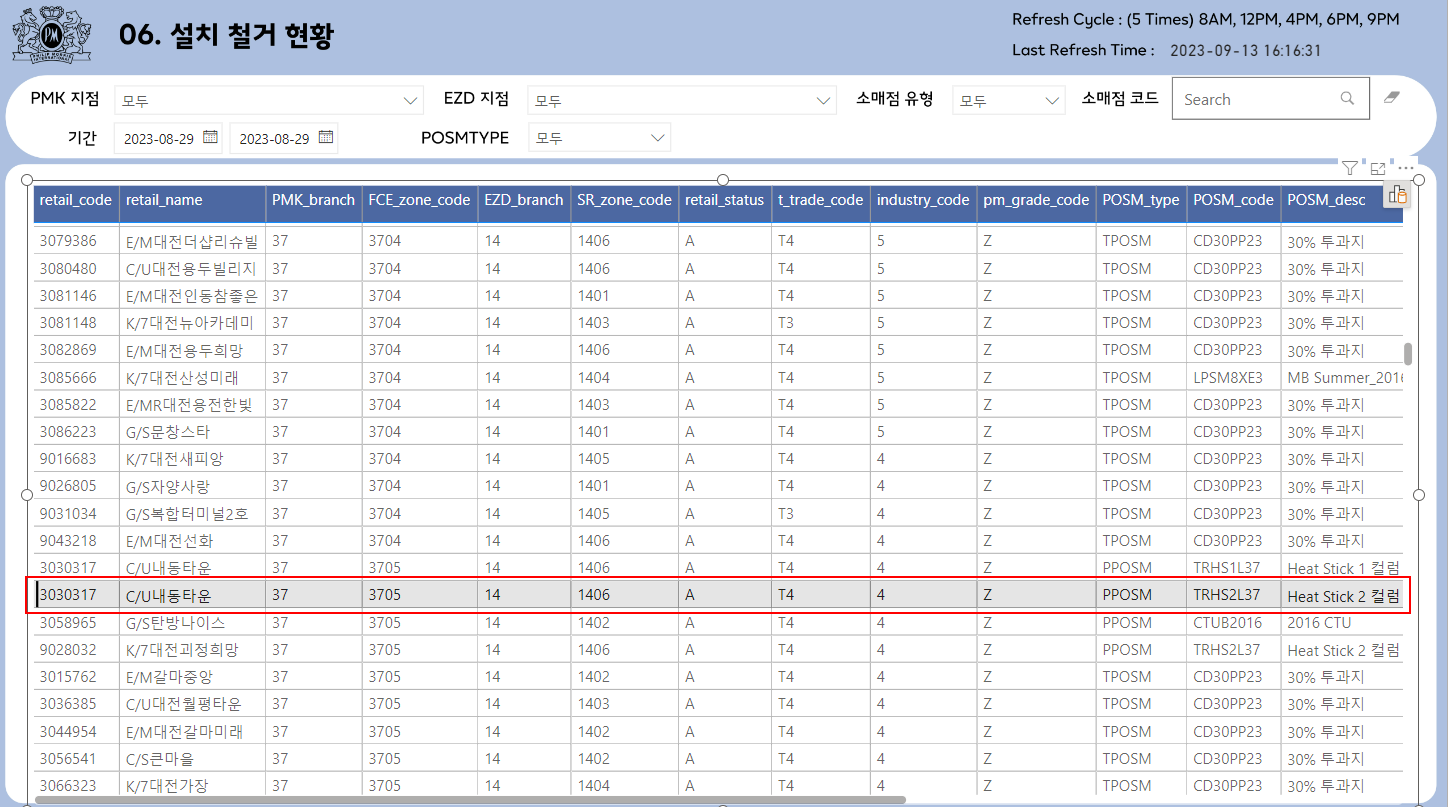 PM
PHILIP MORRIS
INTERNATIONAL
06. 설치 철거 현황
Refresh Cycle : (5 Times) 8AM, 12PM, 4PM, 6PM, 9PM
Last Refresh Time : 2023-09-13 16:16:31
PMK 지점 모두 EZD 지점 모두 소매점 유형 모두 소매점 코드 Search
기간 2023-08-29 2023-08-29 POSMTYPE 모두
retail_code retail_name PMK_branch FCE_zone_code EZD_branch SR_zone_code retail_status t_trade_code industry_code pm_grade_code POSM_type POSM_code POSM_desc
3079386 E/M대전더샵리슈빌 37 3704 14 1406 A T4 5 Z TPOSM CD30PP23 30% 투과지
3080480 C/U대전용두빌리지 37 3704 14 1406 A T4 5 Z TPOSM CD30PP23 30% 투과지
3081146 E/M대전인동참좋은 37 3704 14 1401 A T4 5 Z TPOSM CD30PP23 30% 투과지
3081148 K/7대전뉴아카데미 37 3704 14 1403 A T3 5 Z TPOSM CD30PP23 30% 투과지
3082869 E/M대전용두희망 37 3704 14 1406 A T4 5 Z TPOSM CD30PP23 30% 투과지
3085666 K/7대전산성미래 37 3704 14 1404 A T4 5 Z TPOSM LPSM8XE3 MB Summer_2016
3085822 E/MR대전용전한빛 37 3704 14 1403 A T4 5 Z TPOSM CD30PP23 30% 투과지
3086223 G/S문창스타 37 3704 14 1401 A T4 5 Z TPOSM CD30PP23 30% 투과지
9016683 K/7대전새피앙 37 3704 14 1405 A T4 4 Z TPOSM CD30PP23 30% 투과지
9026805 G/S자양사랑 37 3704 14 1401 A T4 4 Z TPOSM CD30PP23 30% 투과지
9031034 G/S복합터미널2호 37 3704 14 1405 A T3 4 Z TPOSM CD30PP23 30% 투과지
9043218 E/M대전선화 37 3704 14 1406 A T4 4 Z TPOSM CD30PP23 30% 투과지
3030317 C/U내동타운 37 3705 14 1406 A T4 4 Z PPOSM TRHS1L37 Heat Stick 1 컬럼
3030317 C/U내동타운 37 3705 14 1406 A T4 4 Z PPOSM TRHS2L37 Heat Stick 2 컬럼
3058965 G/S탄방나이스 37 3705 14 1402 A T4 4 Z PPOSM CTUB2016 2016 CTU
9028032 K/7대전괴정희망 37 3705 14 1406 A T4 4 Z PPOSM TRHS2L37 Heat Stick 2 컬럼
3015762 E/M갈마중앙 37 3705 14 1402 A T4 4 Z TPOSM CD30PP23 30% 투과지
3036385 C/U대전월평타운 37 3705 14 1403 A T4 4 Z TPOSM CD30PP23 30% 투과지
3044954 E/M대전갈마미래 37 3705 14 1402 A T4 4 Z TPOSM CD30PP23 30% 투과지
3056541 C/S큰마을 37 3705 14 1402 A T4 4 Z TPOSM CD30PP23 30% 투과지
3066323 K/7대전가장 37 3705 14 1404 A T4 4 Z TPOSM CD30PP23 30% 투과지